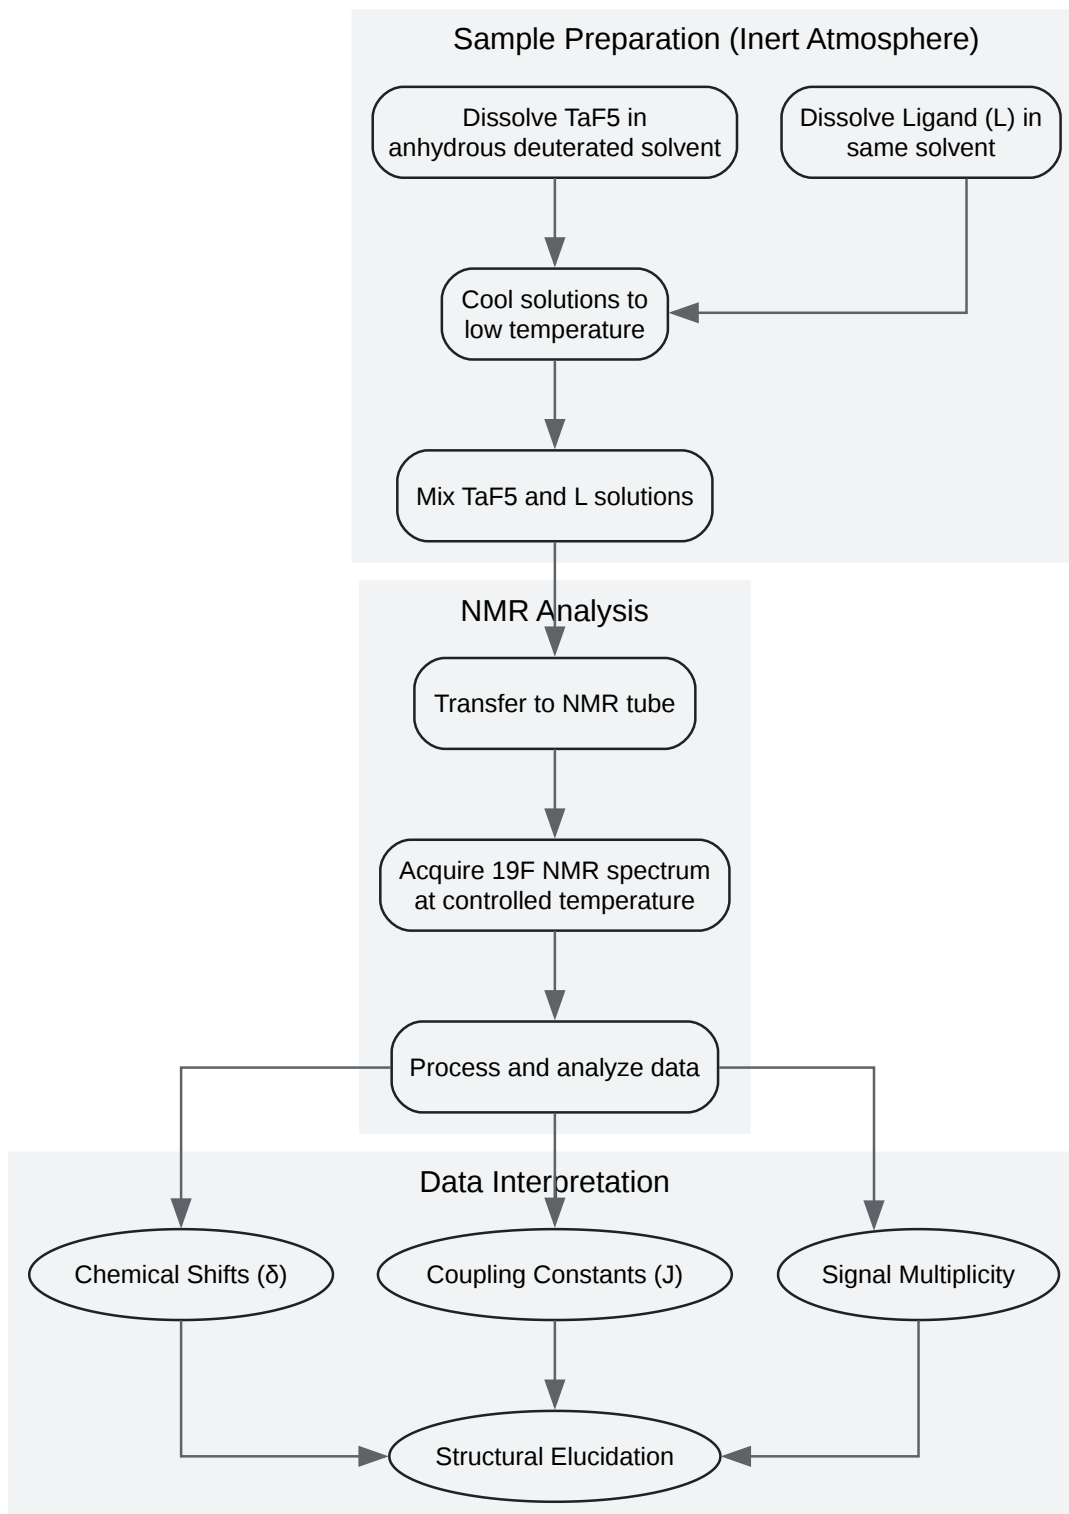 Sample Preparation (Inert Atmosphere)
Dissolve TaF5 in
anhydrous deuterated solvent
Dissolve Ligand (L) in
same solvent
Cool solutions to
low temperature
Mix TaF5 and L solutions
NMR Analysis
Transfer to NMR tube
Acquire 19F NMR spectrum
at controlled temperature
Process and analyze data
Data Interpretation
Chemical Shifts (δ)
Coupling Constants (J)
Signal Multiplicity
Structural Elucidation